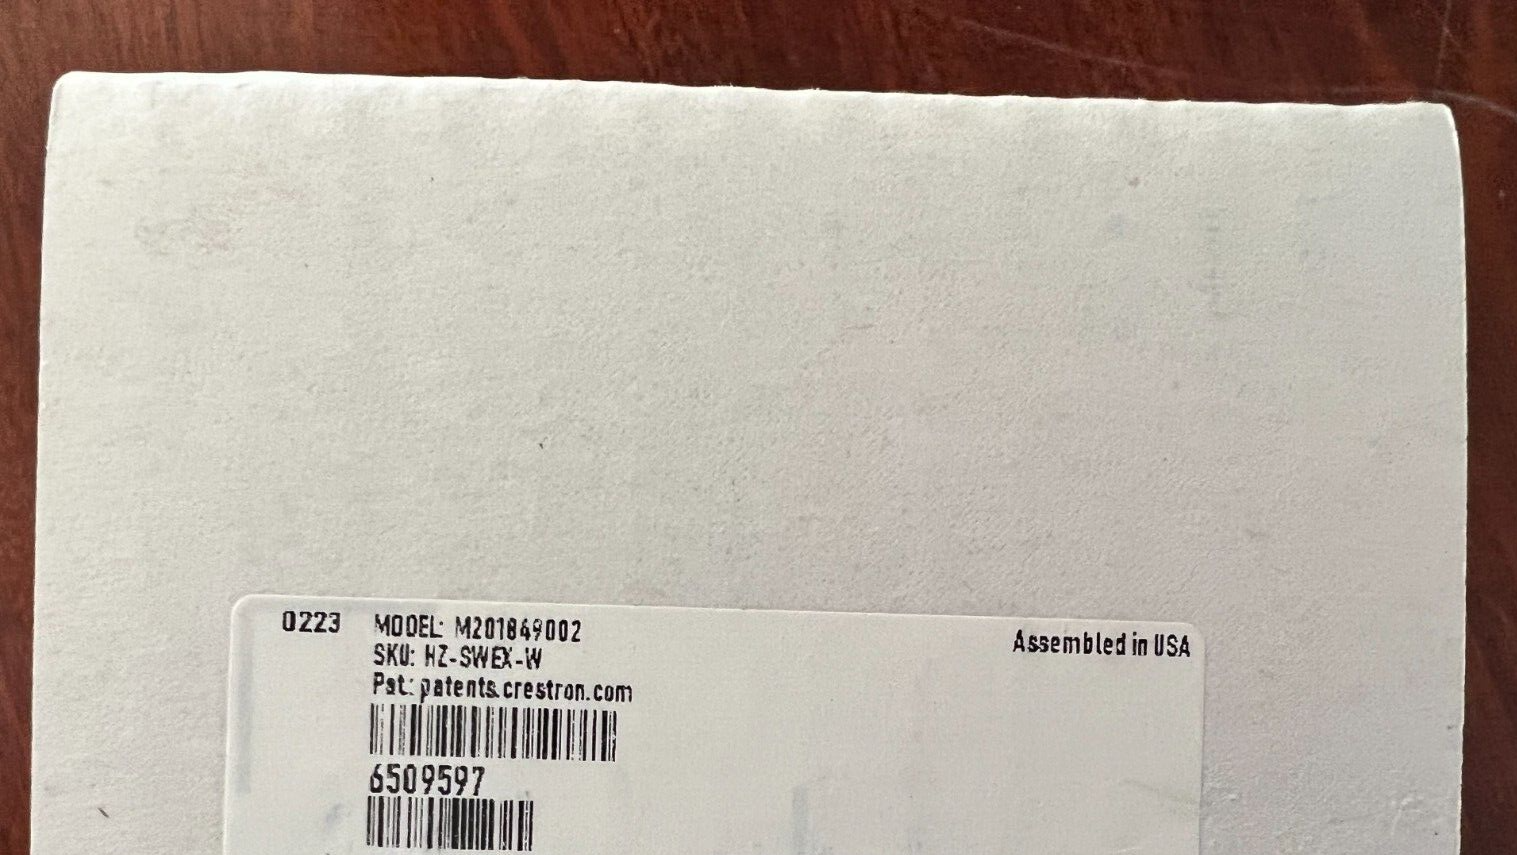 0223 MODEL: M201849002
Assembled in USA
SKU: HZ-SWEX-W
Pat.: patents.crestron.com
6509597